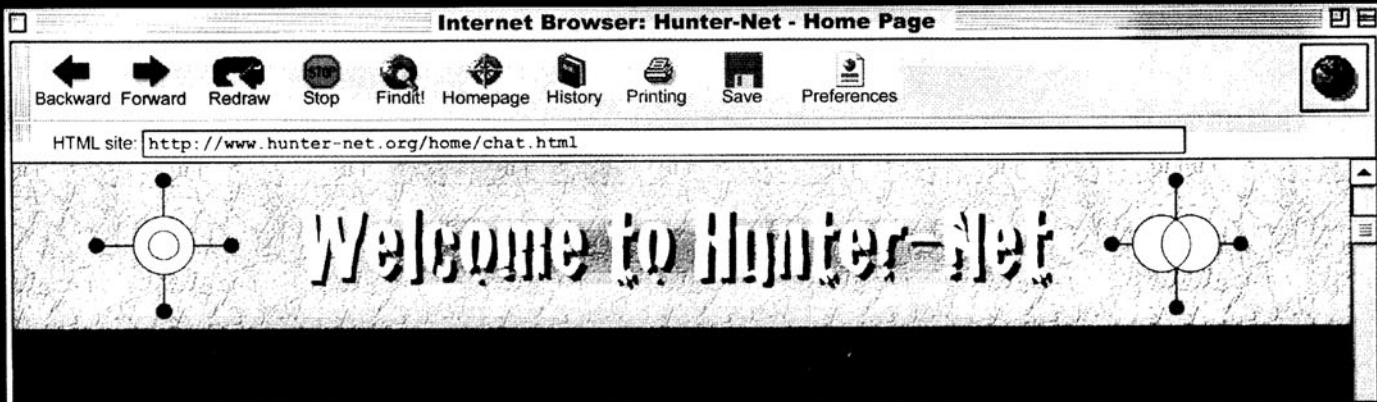 Internet Browser: Hunter-Net - Home Page
Backward Forward Redraw Stop Findit! Homepage History Printing Save Preferences
HTML site: http://www.hunter-net.org/home/chat.html
Welcome to Hunter-Net